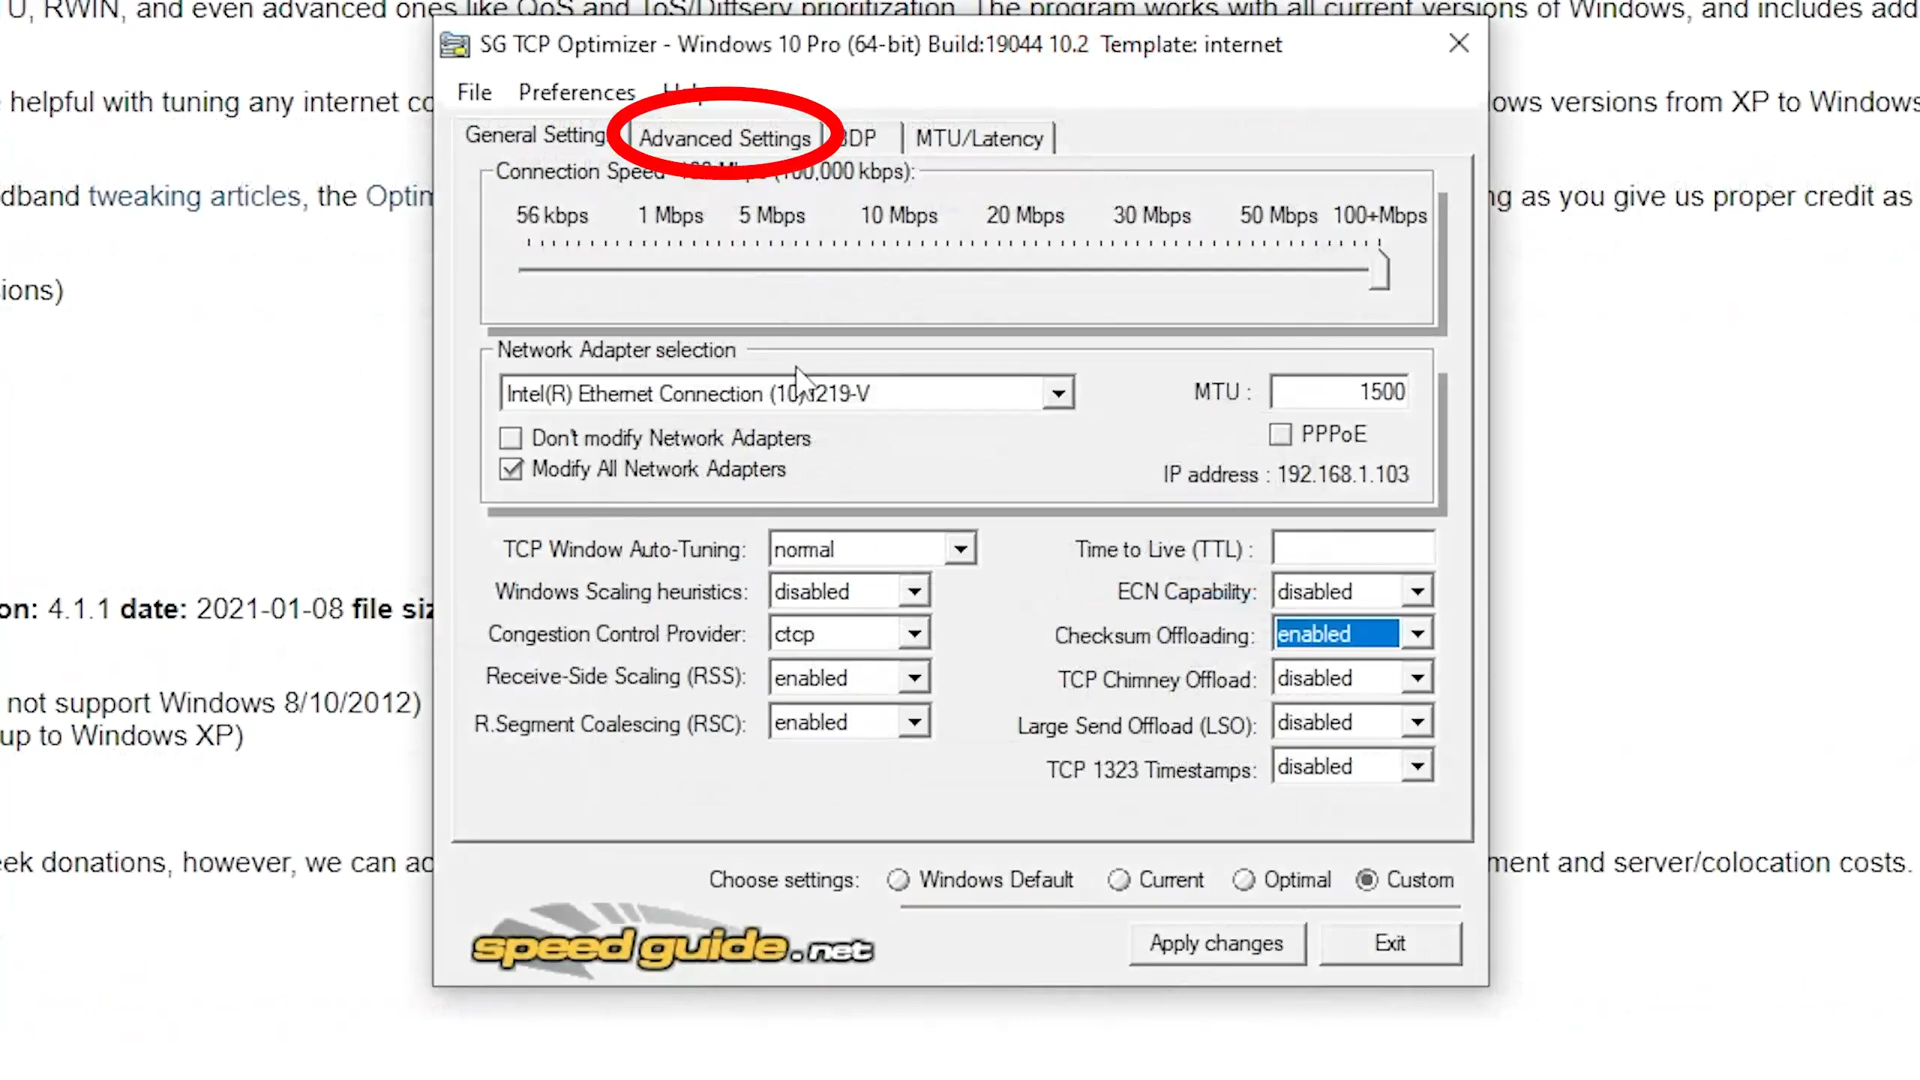 U, RWIN, and even advanced ones like QoS and ToS/Diffserv prioritization. The program works with all current versions of Windows, and includes add
SG TCP Optimizer - Windows 10 Pro (64-bit) Build:19044 10.2 Template: internet
File Preferences Help
helpful with tuning any internet co
ows versions from XP to Windows
General Setting Advanced Settings BDP MTU/Latency
Connection Speed 100 Mbps (100,000 kbps):
dband tweaking articles, the Optim
ng as you give us proper credit as
56 kbps 1 Mbps 5 Mbps 10 Mbps 20 Mbps 30 Mbps 50 Mbps 100+Mbps
ions)
Network Adapter selection
Intel(R) Ethernet Connection (10) I219-V
MTU : 1500
Don't modify Network Adapters
PPPoE
Modify All Network Adapters
IP address : 192.168.1.103
TCP Window Auto-Tuning: normal
Time to Live (TTL) :
Windows Scaling heuristics: disabled
ECN Capability: disabled
on: 4.1.1 date: 2021-01-08 file siz
Congestion Control Provider: ctcp
Checksum Offloading: enabled
Receive-Side Scaling (RSS): enabled
TCP Chimney Offload: disabled
not support Windows 8/10/2012)
up to Windows XP)
R.Segment Coalescing (RSC): enabled
Large Send Offload (LSO): disabled
TCP 1323 Timestamps: disabled
eek donations, however, we can ac
ment and server/colocation costs.
Choose settings: Windows Default Current Optimal Custom
speedguide.net
Apply changes Exit